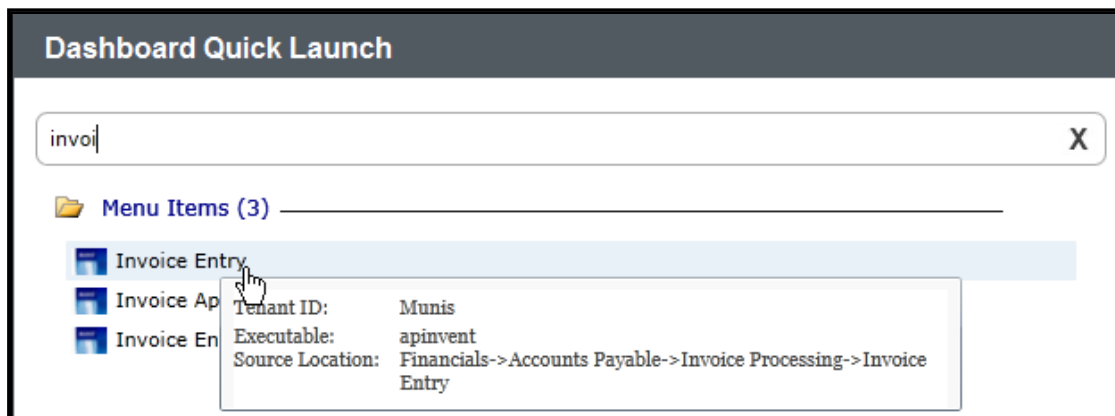 Dashboard Quick Launch
invoi X
Menu Items (3)
Invoice Entry
Invoice Ap
Invoice En
Tenant ID: Munis
Executable: apinvent
Source Location: Financials->Accounts Payable->Invoice Processing->Invoice
Entry